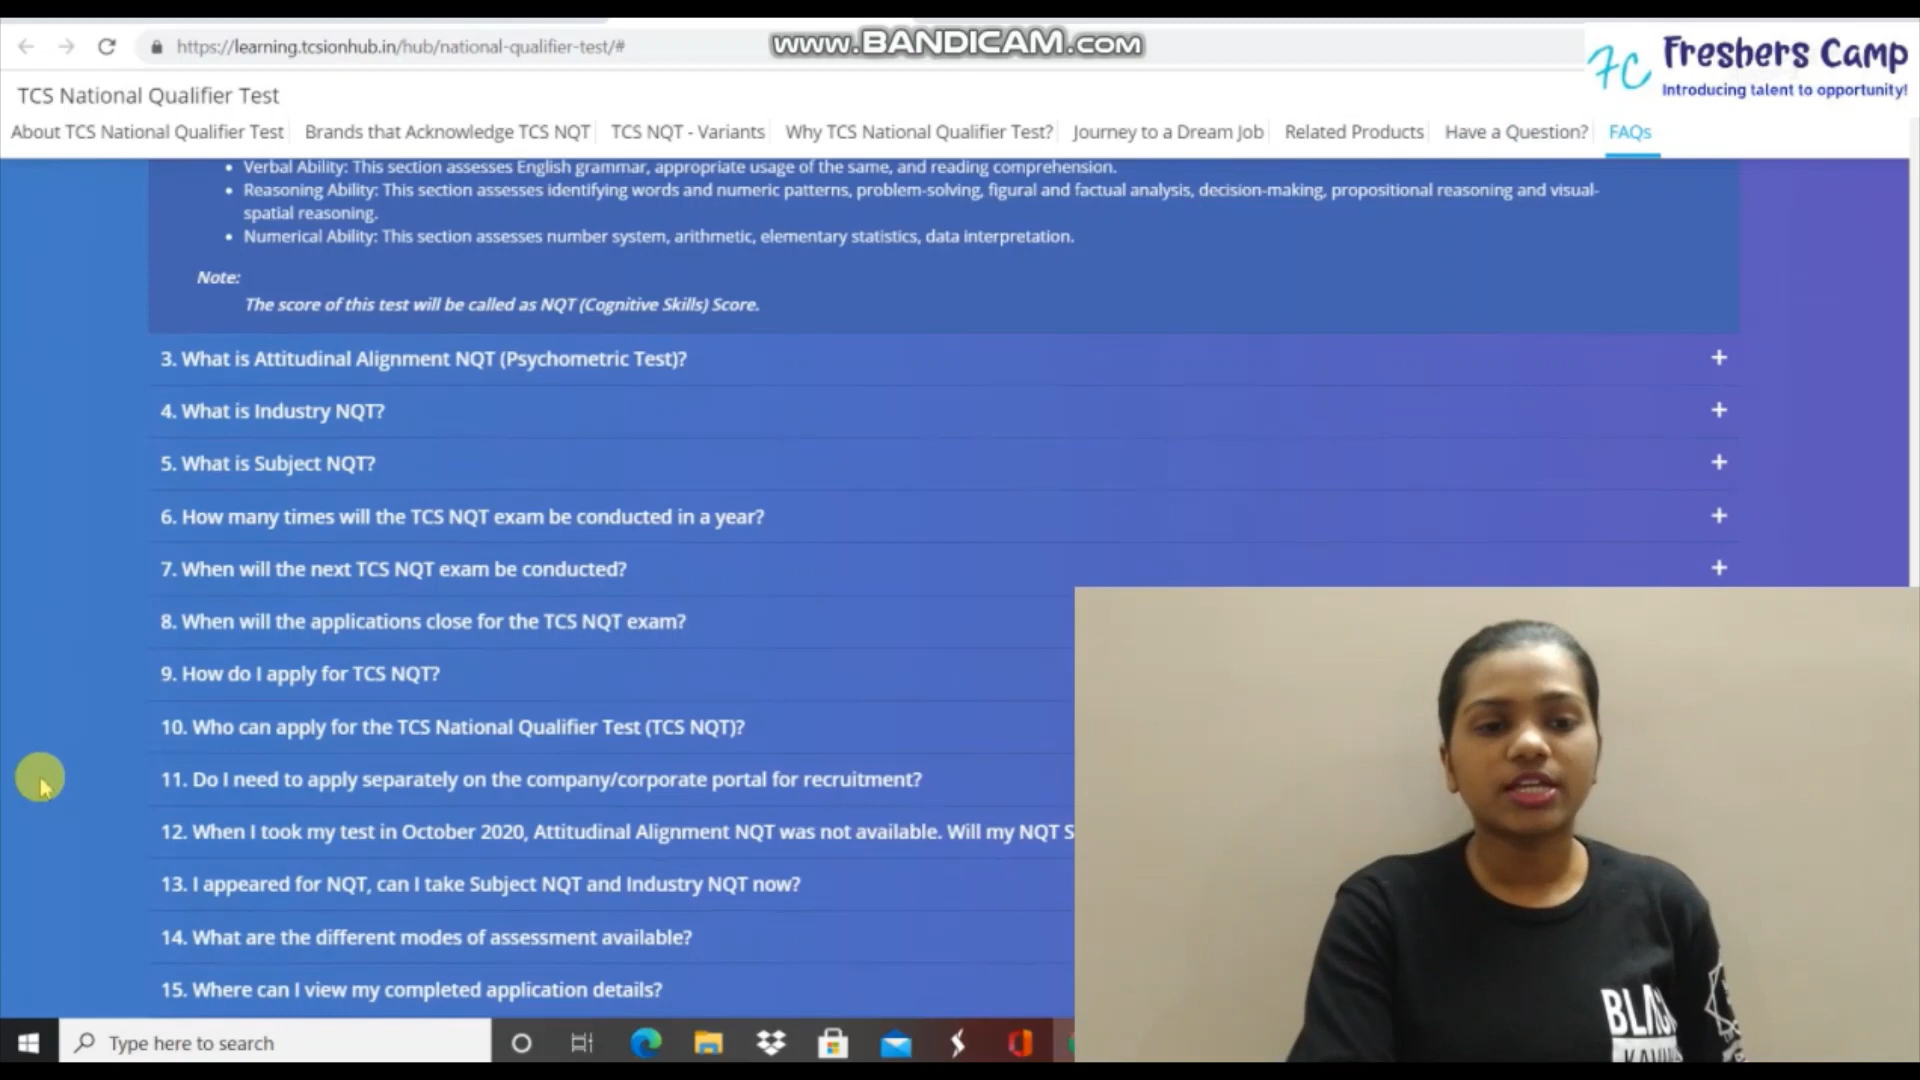 https://learning.tcsionhub.in/hub/national-qualifier-test/#
www.BANDICAM.com
Freshers Camp
Introducing talent to opportunity!
TCS National Qualifier Test
About TCS National Qualifier Test
Brands that Acknowledge TCS NQT
TCS NQT - Variants
Why TCS National Qualifier Test?
Journey to a Dream Job
Related Products
Have a Question?
FAQs
• Verbal Ability: This section assesses English grammar, appropriate usage of the same, and reading comprehension.
• Reasoning Ability: This section assesses identifying words and numeric patterns, problem-solving, figural and factual analysis, decision-making, propositional reasoning and visual-
spatial reasoning.
• Numerical Ability: This section assesses number system, arithmetic, elementary statistics, data interpretation.
Note:
The score of this test will be called as NQT (Cognitive Skills) Score.
3. What is Attitudinal Alignment NQT (Psychometric Test)? +
4. What is Industry NQT? +
5. What is Subject NQT? +
6. How many times will the TCS NQT exam be conducted in a year? +
7. When will the next TCS NQT exam be conducted? +
8. When will the applications close for the TCS NQT exam?
9. How do I apply for TCS NQT?
10. Who can apply for the TCS National Qualifier Test (TCS NQT)?
11. Do I need to apply separately on the company/corporate portal for recruitment?
12. When I took my test in October 2020, Attitudinal Alignment NQT was not available. Will my NQT S
13. I appeared for NQT, can I take Subject NQT and Industry NQT now?
14. What are the different modes of assessment available?
15. Where can I view my completed application details?
Type here to search